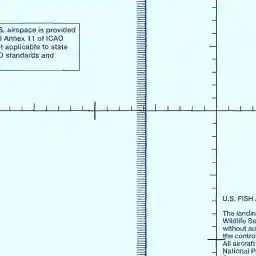 S. airspace is provided
Annex 11 of ICAO
applicable to state
standards and
U.S. FISH
The landin
Wildlife Se
without au
the contro
All aircraft
National P